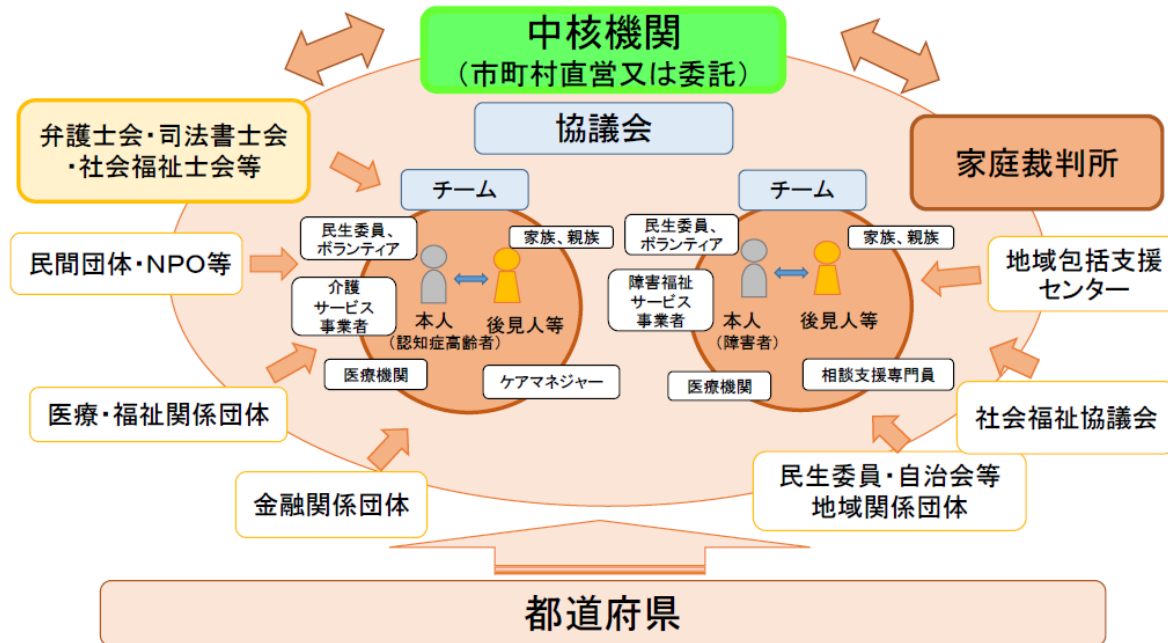 中核機関
（市町村直営又は委託）
協議会
弁護士会・司法書士会
・社会福祉士会等
家庭裁判所
チーム
民生委員、
ボランティア
家族、親族
介護
サービス
事業者
本人
（認知症高齢者）
後見人等
医療機関
ケアマネジャー
チーム
民生委員、
ボランティア
家族、親族
障害福祉
サービス
事業者
本人
（障害者）
後見人等
医療機関
相談支援専門員
民間団体・NPO等
地域包括支援
センター
医療・福祉関係団体
社会福祉協議会
金融関係団体
民生委員・自治会等
地域関係団体
都道府県